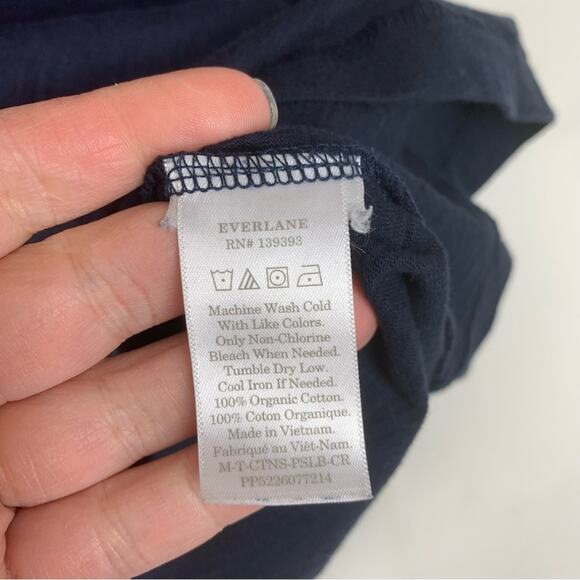 EVERLANE
RN# 139393
Machine Wash Cold
With Like Colors.
Only Non-Chlorine
Bleach When Needed.
Tumble Dry Low.
Cool Iron If Needed.
100% Organic Cotton.
100% Coton Organique.
Made in Vietnam.
Fabriqué au Viêt-Nam.
M-T-CTNS-PSLB-CR
PP5226077214